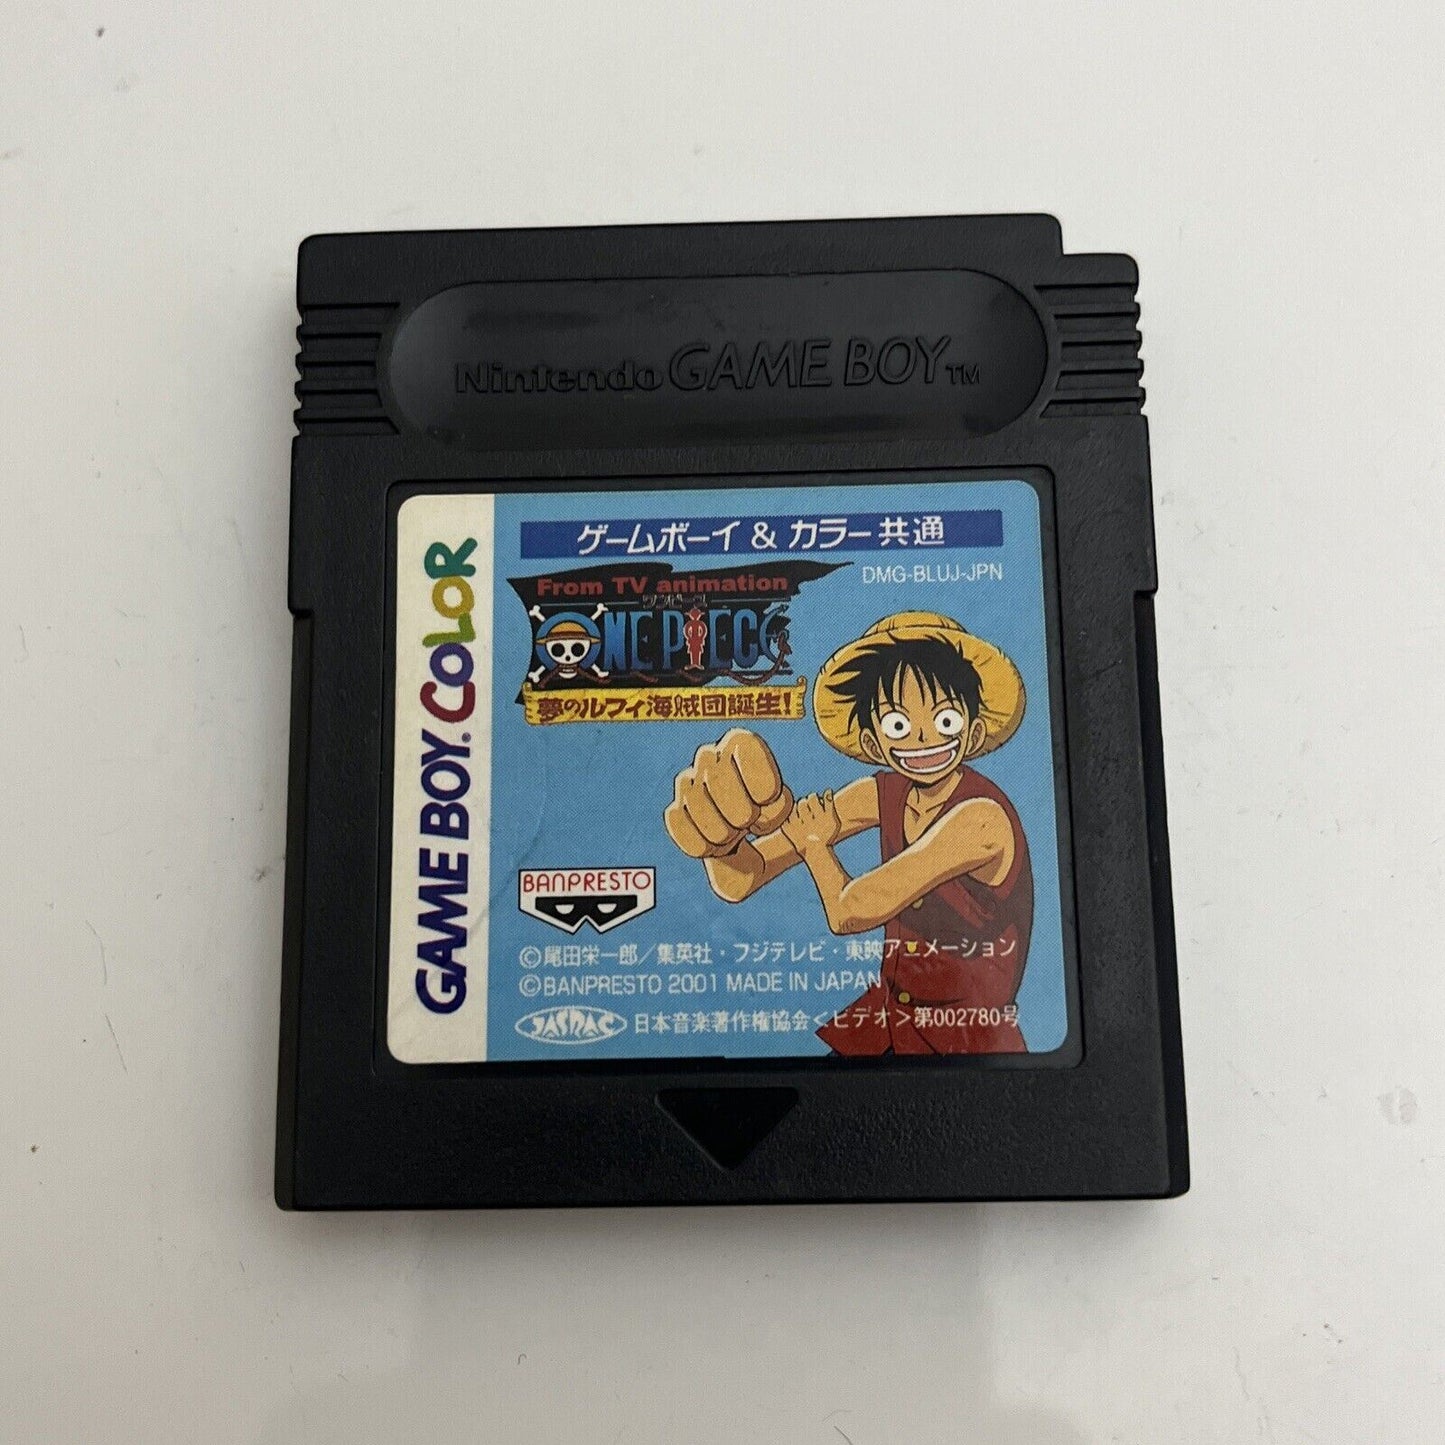 Nintendo GAME BOY™
GAME BOY® COLOR
ゲームボーイ & カラー共通
DMG-BLUJ-JPN
From TV animation
ワンピース
ONE PIECE
夢のルフィ海賊団誕生!
BANPRESTO
©尾田栄一郎/集英社・フジテレビ・東映アニメーション
©BANPRESTO 2001 MADE IN JAPAN
JASRAC 日本音楽著作権協会<ビデオ>第002780号